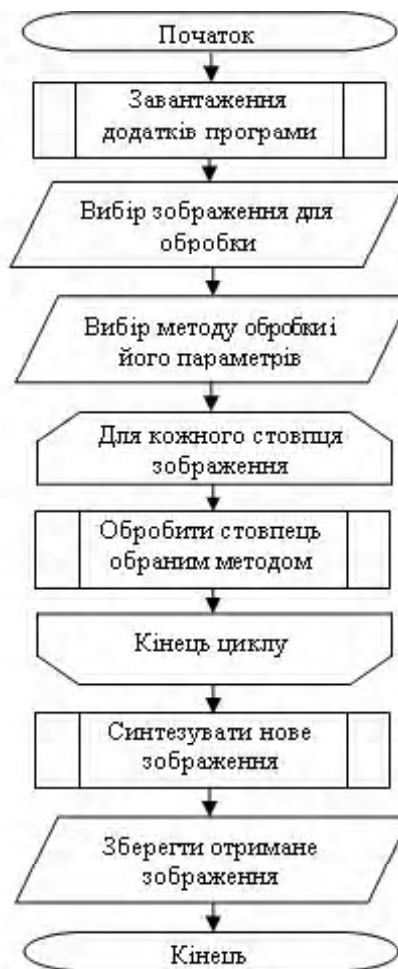 Початок
Завантаження
додатків програми
Вибір зображення для
обробки
Вибір методу обробки і
його параметрів
Для кожного стовпця
зображення
Обробити стовпець
обраним методом
Кінець циклу
Синтезувати нове
зображення
Зберегти отримане
зображення
Кінець